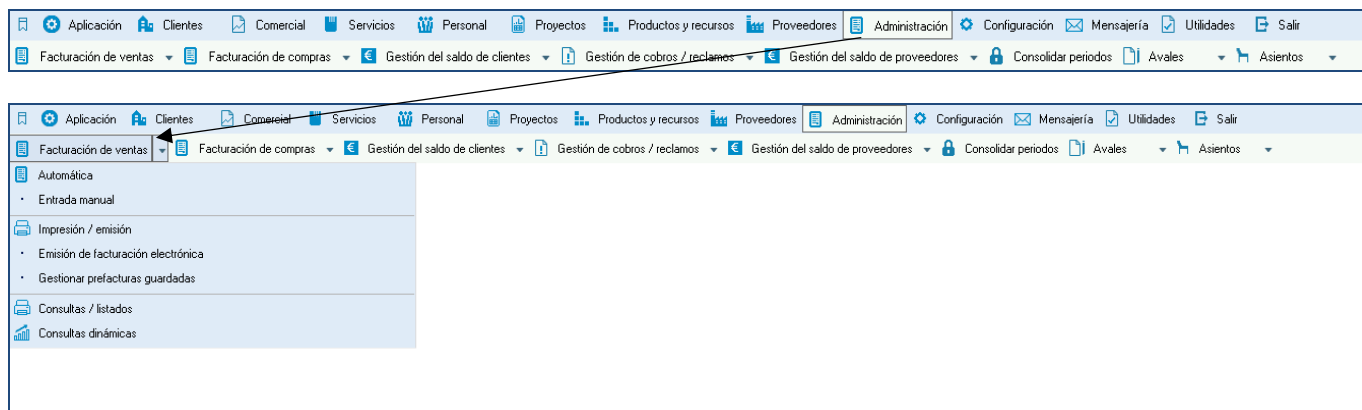 Aplicación Clientes Comercial Servicios Personal Proyectos Productos y recursos Proveedores Administración Configuración Mensajería Utilidades Salir
Facturación de ventas Facturación de compras Gestión del saldo de clientes Gestión de cobros / reclamos Gestión del saldo de proveedores Consolidar periodos Avales Asientos
Aplicación Clientes Comercial Servicios Personal Proyectos Productos y recursos Proveedores Administración Configuración Mensajería Utilidades Salir
Facturación de ventas Facturación de compras Gestión del saldo de clientes Gestión de cobros / reclamos Gestión del saldo de proveedores Consolidar periodos Avales Asientos
Automática
Entrada manual
Impresión / emisión
Emisión de facturación electrónica
Gestionar prefacturas guardadas
Consultas / listados
Consultas dinámicas